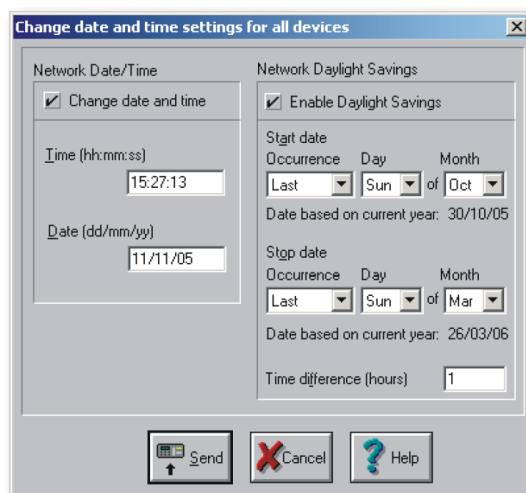 Change date and time settings for all devices
Network Date/Time
Change date and time
Time (hh:mm:ss)
15:27:13
Date (dd/mm/yy)
11/11/05
Network Daylight Savings
Enable Daylight Savings
Start date
Occurrence Day Month
Last Sun of Oct
Date based on current year: 30/10/05
Stop date
Occurrence Day Month
Last Sun of Mar
Date based on current year: 26/03/06
Time difference (hours) 1
Send Cancel Help